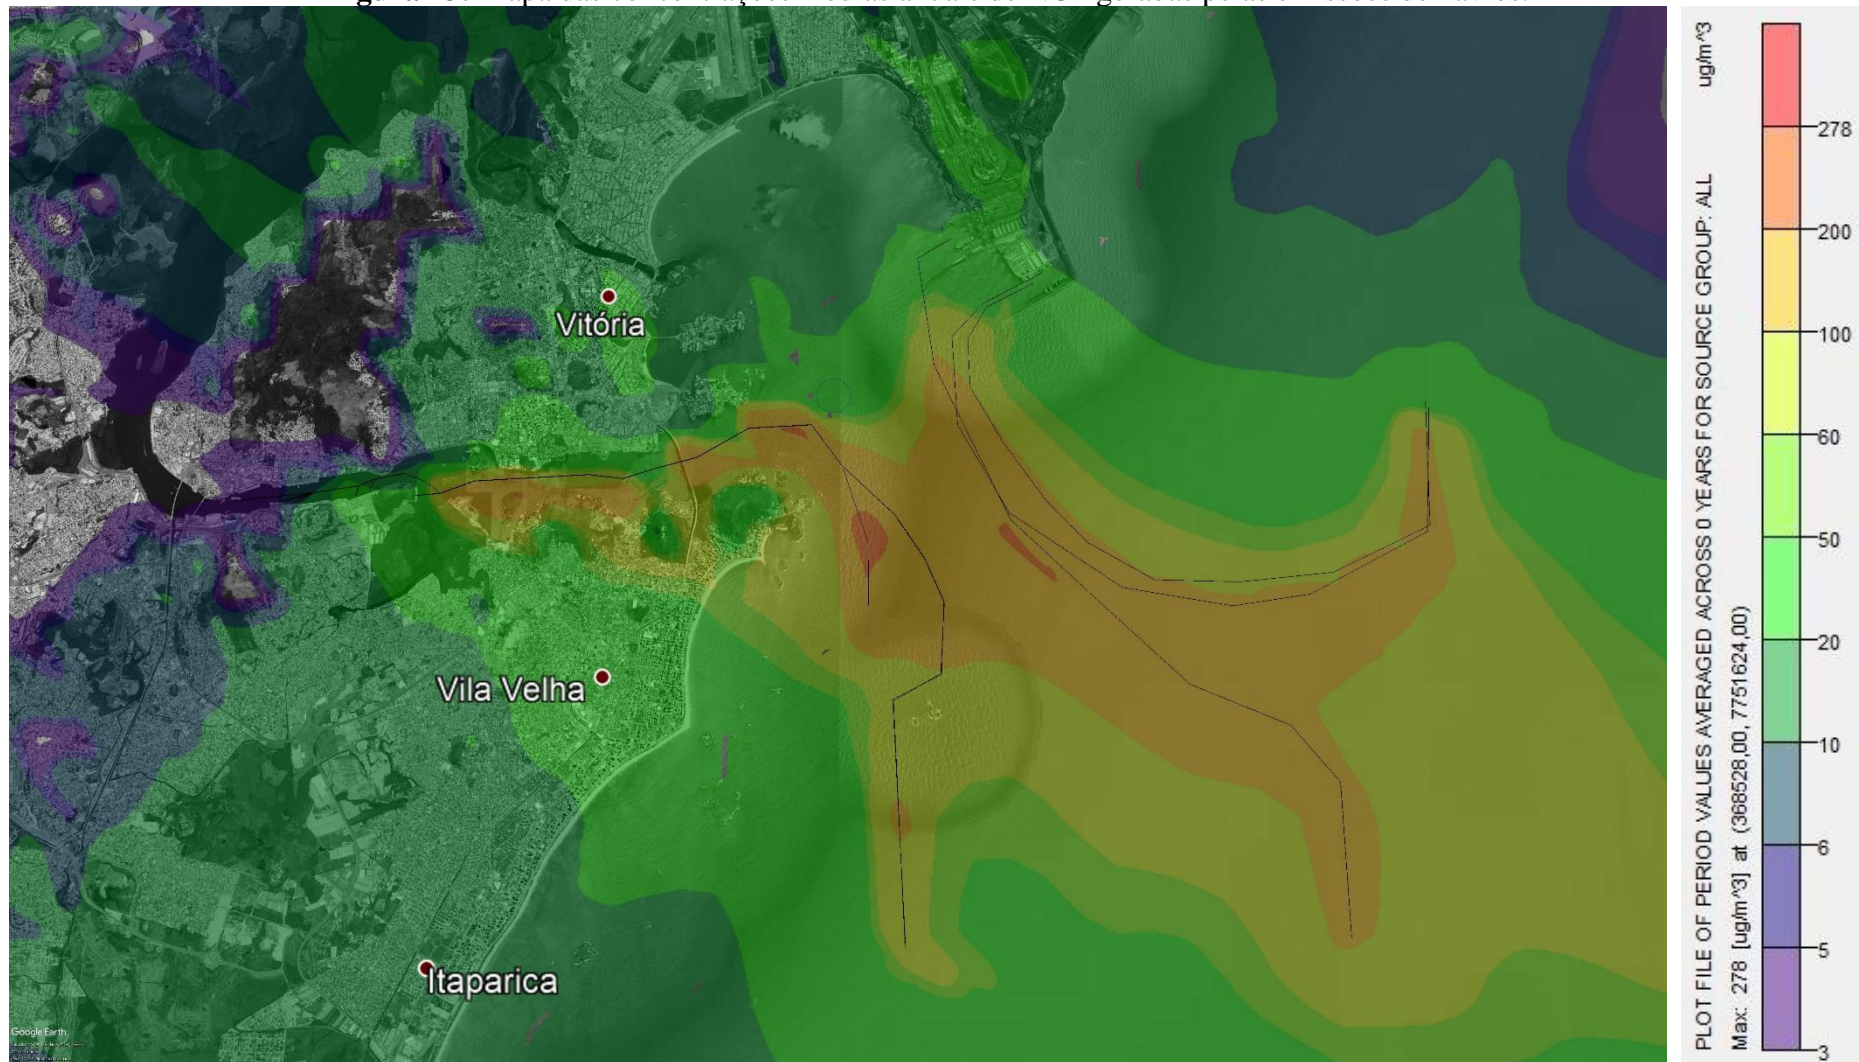 Vitória
Vila Velha
Itaparica
Google Earth
PLOT FILE OF PERIOD VALUES AVERAGED ACROSS 0 YEARS FOR SOURCE GROUP: ALL
ug/m^3
Max: 278 [ug/m^3] at (368528,00, 7751624,00)
278
200
100
60
50
20
10
6
5
3